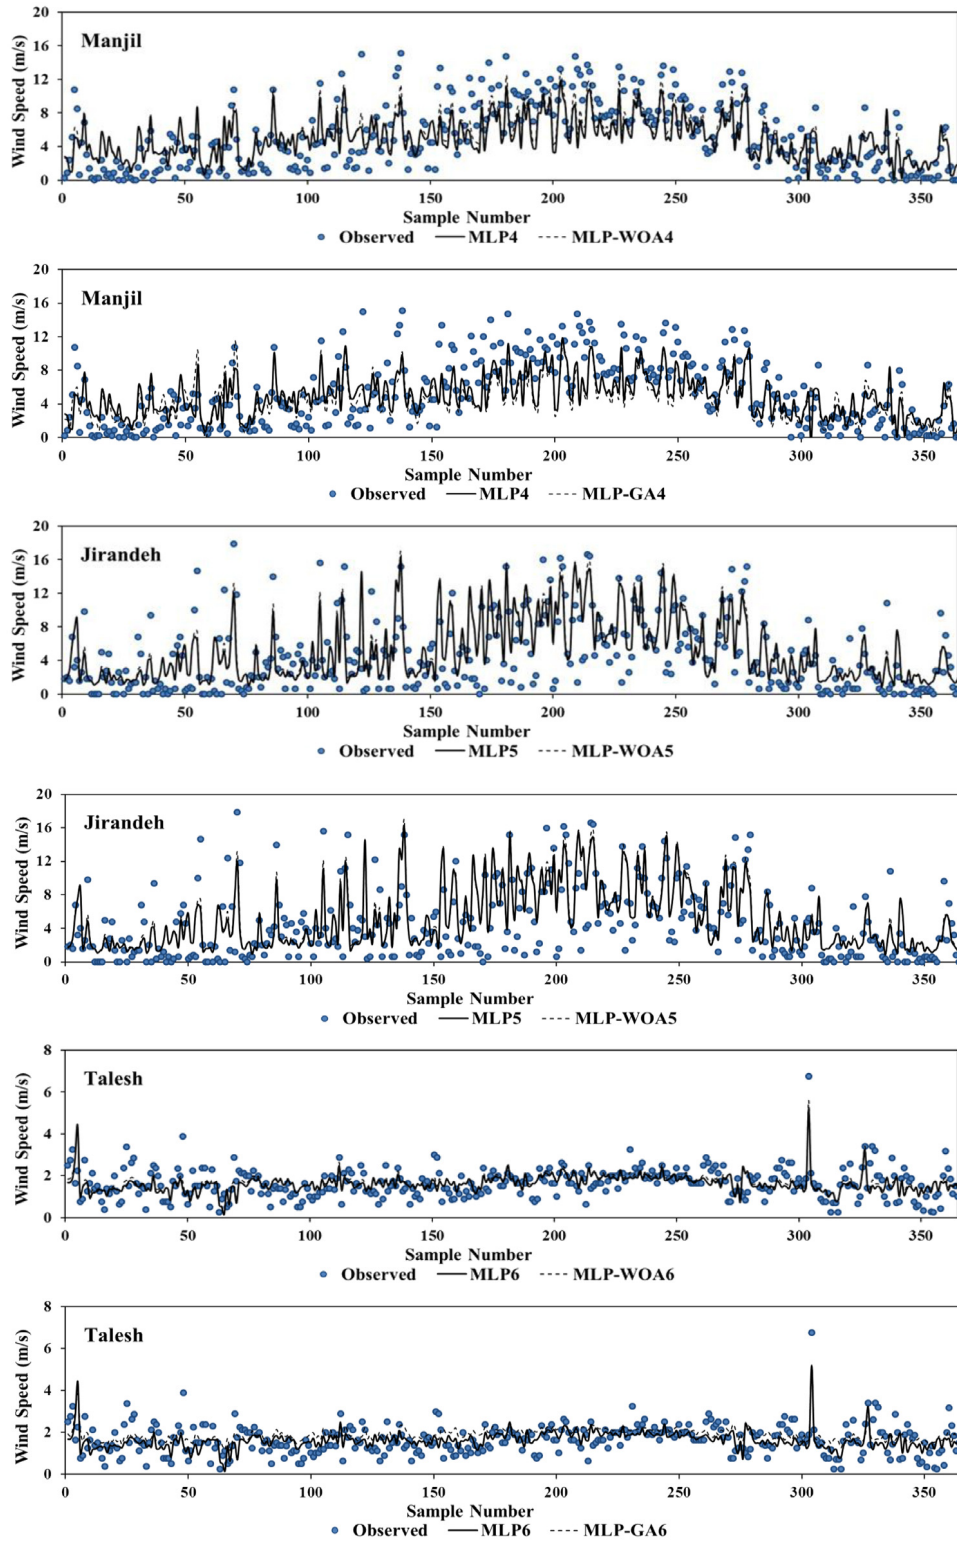 20
16
12
8
4
0
Wind Speed (m/s)
Manjil
0 50 100 150 200 250 300 350
Sample Number
Observed MLP4 MLP-WOA4
20
16
12
8
4
0
Wind Speed (m/s)
Manjil
0 50 100 150 200 250 300 350
Sample Number
Observed MLP4 MLP-GA4
20
16
12
8
4
0
Wind Speed (m/s)
Jirandeh
0 50 100 150 200 250 300 350
Sample Number
Observed MLP5 MLP-WOA5
20
16
12
8
4
0
Wind Speed (m/s)
Jirandeh
0 50 100 150 200 250 300 350
Sample Number
Observed MLP5 MLP-WOA5
8
6
4
2
0
Wind Speed (m/s)
Talesh
0 50 100 150 200 250 300 350
Sample Number
Observed MLP6 MLP-WOA6
8
6
4
2
0
Wind Speed (m/s)
Talesh
0 50 100 150 200 250 300 350
Sample Number
Observed MLP6 MLP-GA6